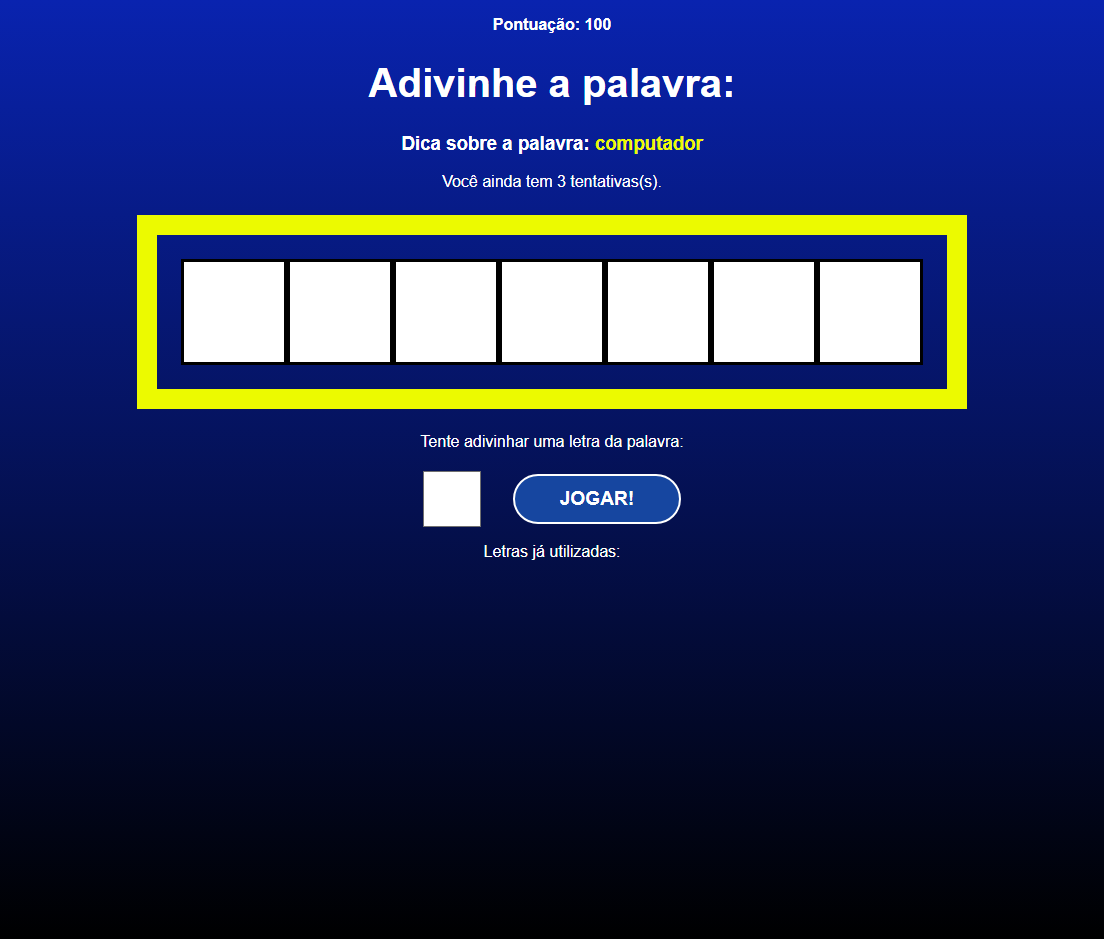 Pontuação: 100
Adivinhe a palavra:
Dica sobre a palavra: computador
Você ainda tem 3 tentativas(s).
Tente adivinhar uma letra da palavra:
JOGAR!
Letras já utilizadas: